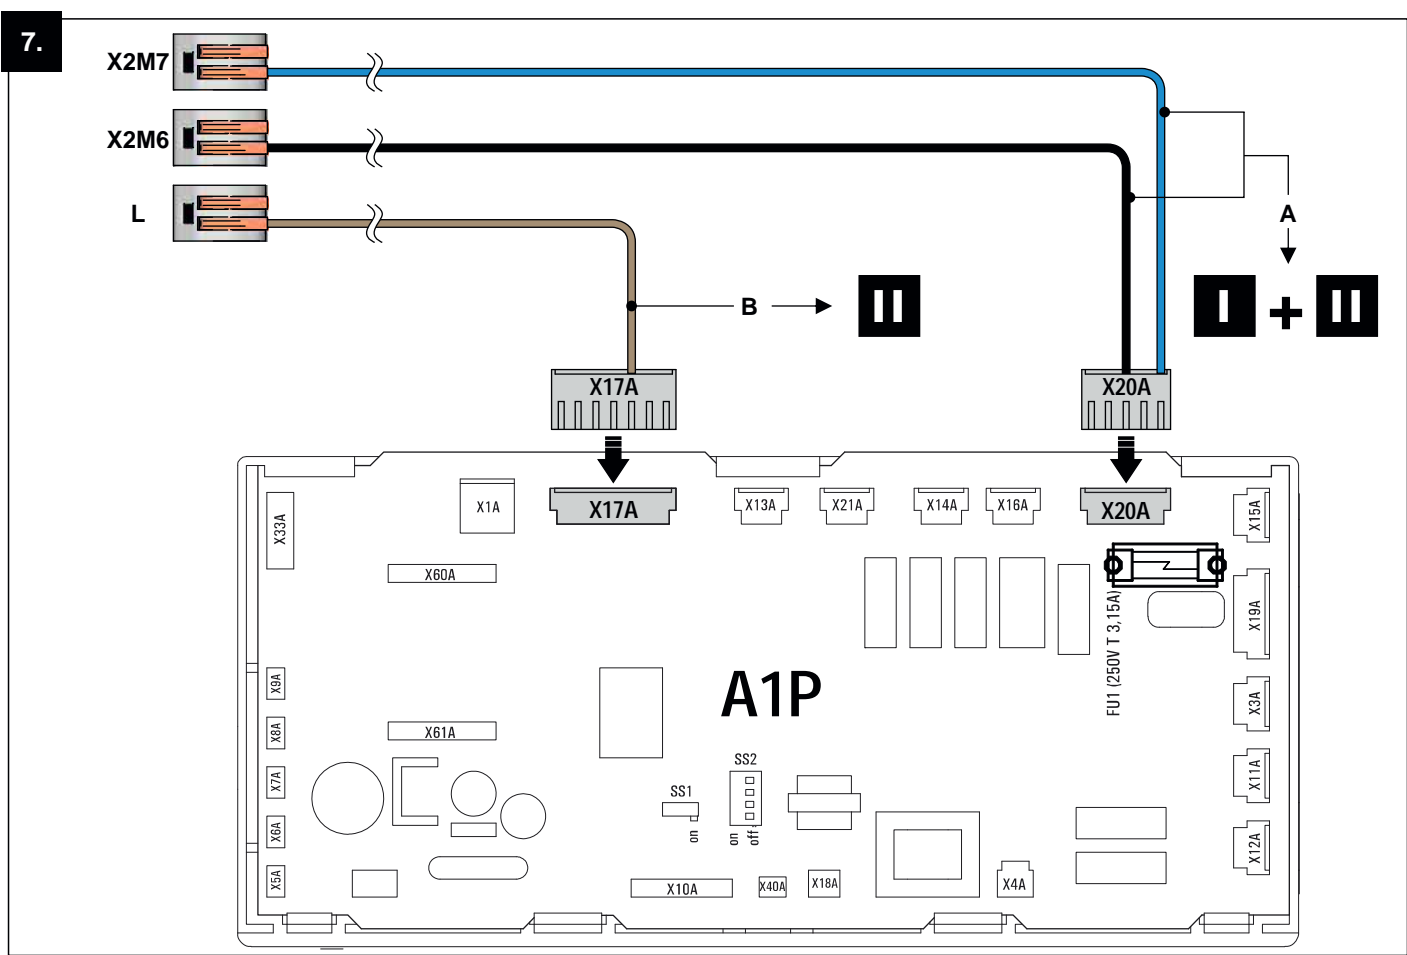 7.
X2M7
X2M6
L
A
B
II
I + II
X17A
X20A
X17A
X20A
X33A
X1A
X13A
X21A
X14A
X16A
X15A
X60A
X19A
FU1 (250V T 3,15A)
X9A
A1P
X3A
X8A
X61A
X7A
SS2
X11A
SS1
on
on
off
X6A
X12A
X5A
X10A
X40A
X18A
X4A